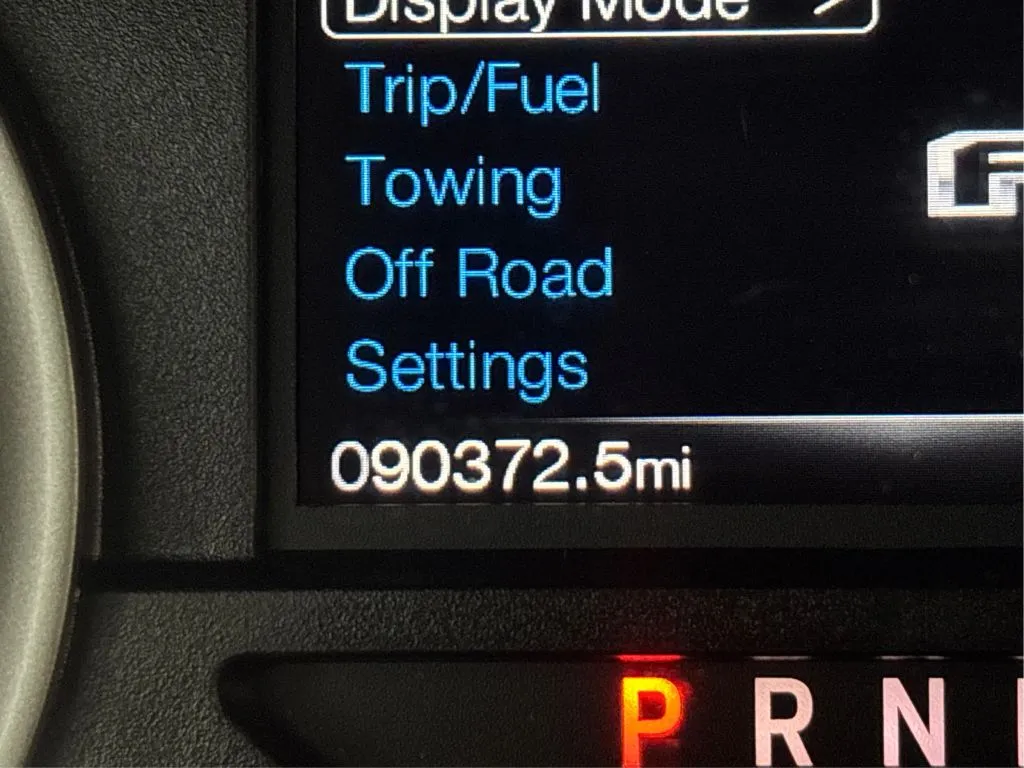 Display Mode >
Trip/Fuel
Towing
Off Road
Settings
090372.5mi
P R N